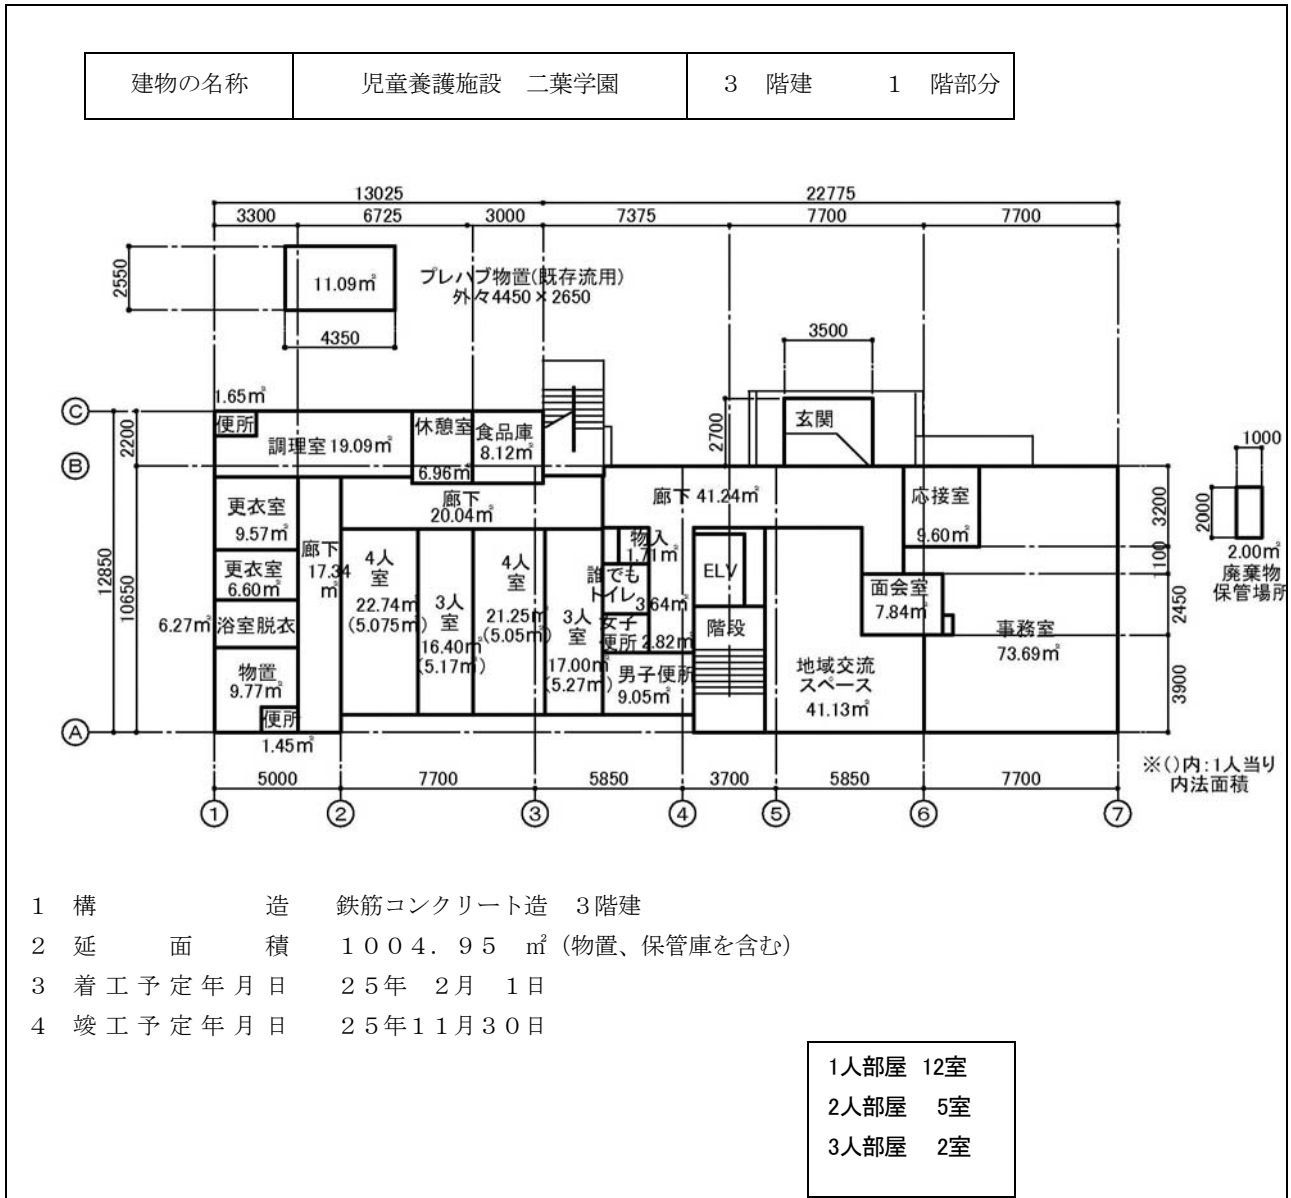 建物の名称 児童養護施設 二葉学園 ３ 階建 １ 階部分
13025 22775
3300 6725 3000 7375 7700 7700
2550
11.09㎡
プレハブ物置(既存流用)
外々4450×2650
4350
3500
2700
1.65㎡
Ⓒ
Ⓑ
Ⓐ
2200
12850
10650
便所
調理室 19.09㎡
休憩室
6.96㎡
食品庫
8.12㎡
玄関
更衣室
9.57㎡
廊下
20.04㎡
廊下 41.24㎡
応接室
9.60㎡
更衣室
6.60㎡
廊下
17.34
㎡
4人
室
22.74㎡
(5.075㎡)
3人
室
16.40㎡
(5.17㎡)
4人
室
21.25㎡
(5.05㎡)
3人
室
17.00㎡
(5.27㎡)
物入
1.71㎡
誰でも
トイレ
3.64㎡
女子
便所 2.82㎡
男子便所
9.05㎡
ELV
階段
面会室
7.84㎡
事務室
73.69㎡
地域交流
スペース
41.13㎡
6.27㎡ 浴室脱衣
物置
9.77㎡
便所
1.45㎡
3200
1100
2450
3900
1000
2000
2.00㎡
廃棄物
保管場所
※()内:1人当り
内法面積
5000 7700 5850 3700 5850 7700
① ② ③ ④ ⑤ ⑥ ⑦
１ 構造 鉄筋コンクリート造 ３階建
２ 延面積 １００４．９５ ㎡（物置、保管庫を含む）
３ 着工予定年月日 ２５年 ２月 １日
４ 竣工予定年月日 ２５年１１月３０日
1人部屋 12室
2人部屋 5室
3人部屋 2室